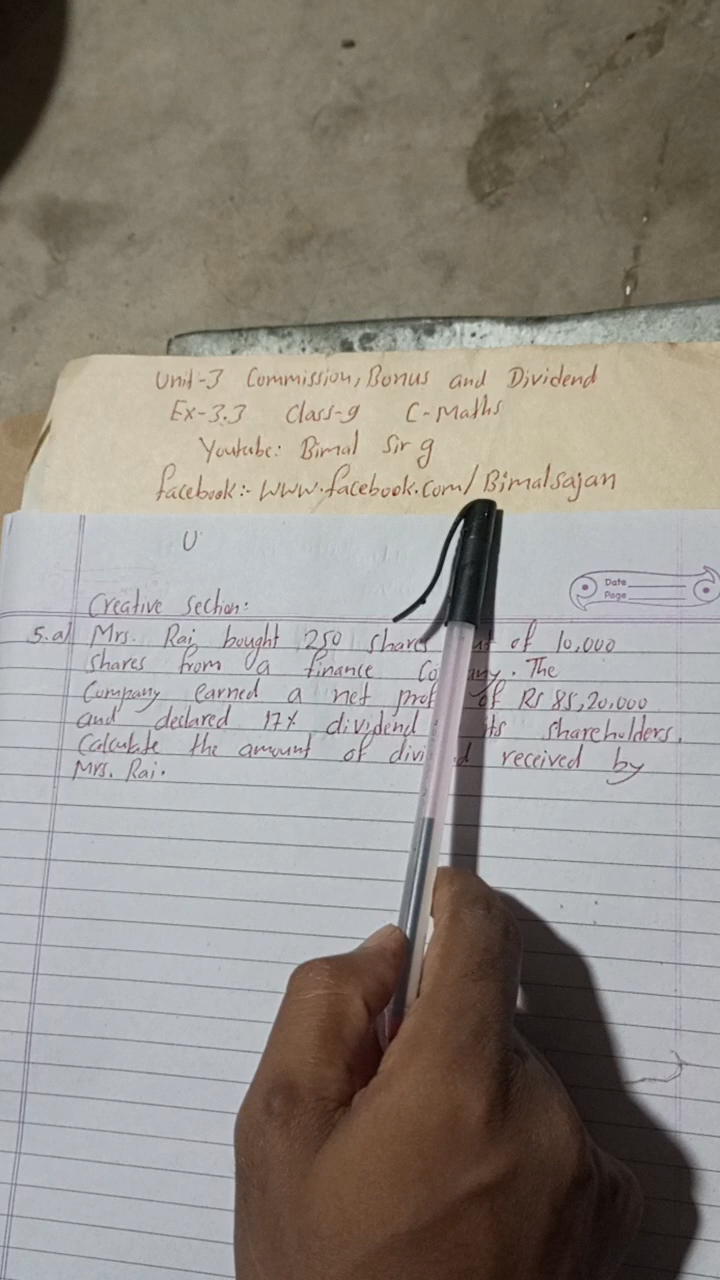 Unit-3 Commission, Bonus and Dividend
Ex-3.3 Class-9 C-Maths
Youtube: Bimal Sir g
facebook:- www.facebook.com/Bimalsajan
U
Date
Page
Creative section:
5.a) Mrs. Rai bought 250 shares of 10,000
shares from a finance The
Company earned a net of RS 85,20,000
and declared 17% dividend its shareholders.
Calculate the amount of received by
Mrs. Rai.